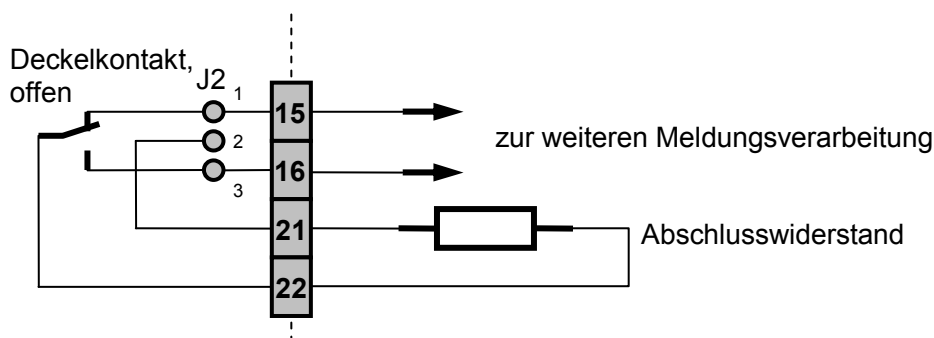 Deckelkontakt,
offen
J2
1
15
2
zur weiteren Meldungsverarbeitung
16
3
21
Abschlusswiderstand
22